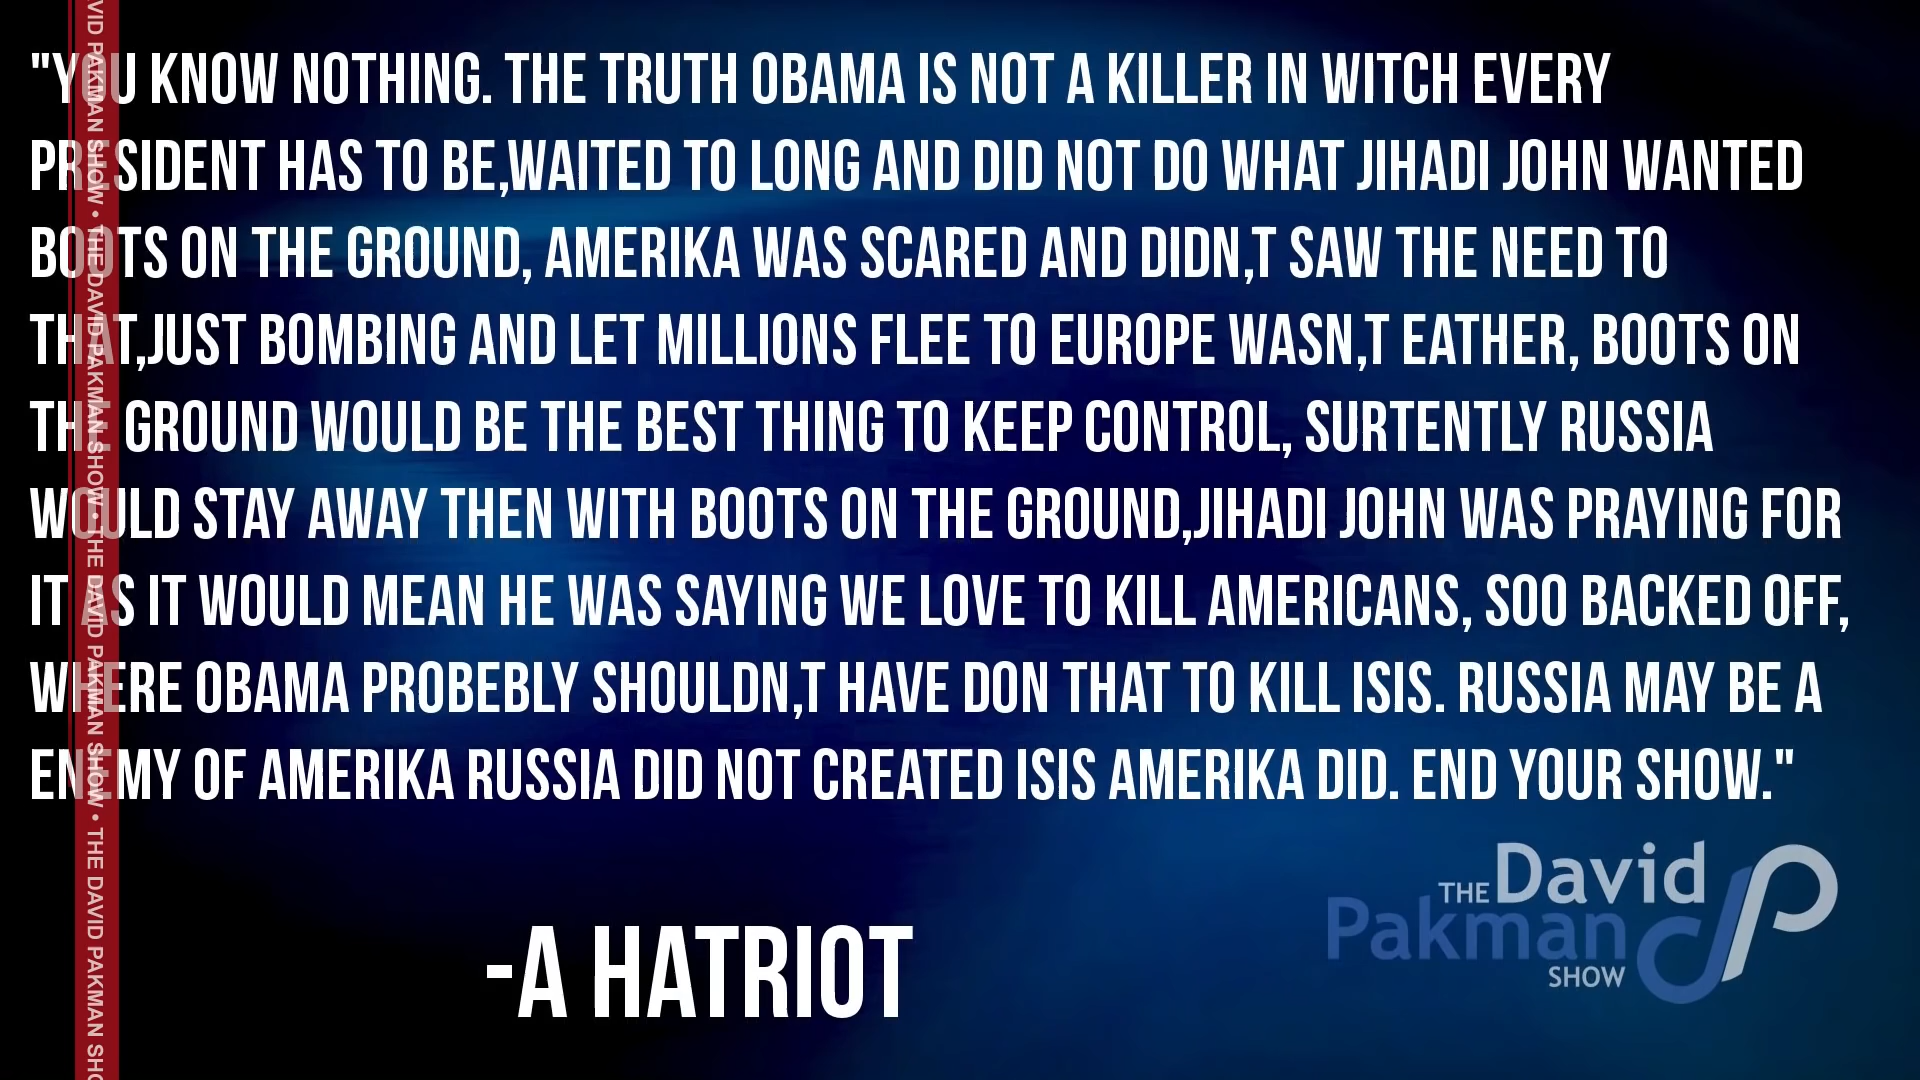 "YOU KNOW NOTHING. THE TRUTH OBAMA IS NOT A KILLER IN WITCH EVERY
PRESIDENT HAS TO BE,WAITED TO LONG AND DID NOT DO WHAT JIHADI JOHN WANTED
BOOTS ON THE GROUND, AMERIKA WAS SCARED AND DIDN,T SAW THE NEED TO
THAT,JUST BOMBING AND LET MILLIONS FLEE TO EUROPE WASN,T EATHER, BOOTS ON
THE GROUND WOULD BE THE BEST THING TO KEEP CONTROL, SURTENTLY RUSSIA
WOULD STAY AWAY THEN WITH BOOTS ON THE GROUND,JIHADI JOHN WAS PRAYING FOR
IT AS IT WOULD MEAN HE WAS SAYING WE LOVE TO KILL AMERICANS, SOO BACKED OFF,
WHERE OBAMA PROBEBLY SHOULDN,T HAVE DON THAT TO KILL ISIS. RUSSIA MAY BE A
ENEMY OF AMERIKA RUSSIA DID NOT CREATED ISIS AMERIKA DID. END YOUR SHOW."
-A HATRIOT
THE David
Pakman
SHOW
VID PAKMAN SHOW • THE DAVID PAKMAN SHOW • THE DAVID PAKMAN SHOW • THE DAVID PAKMAN SHO